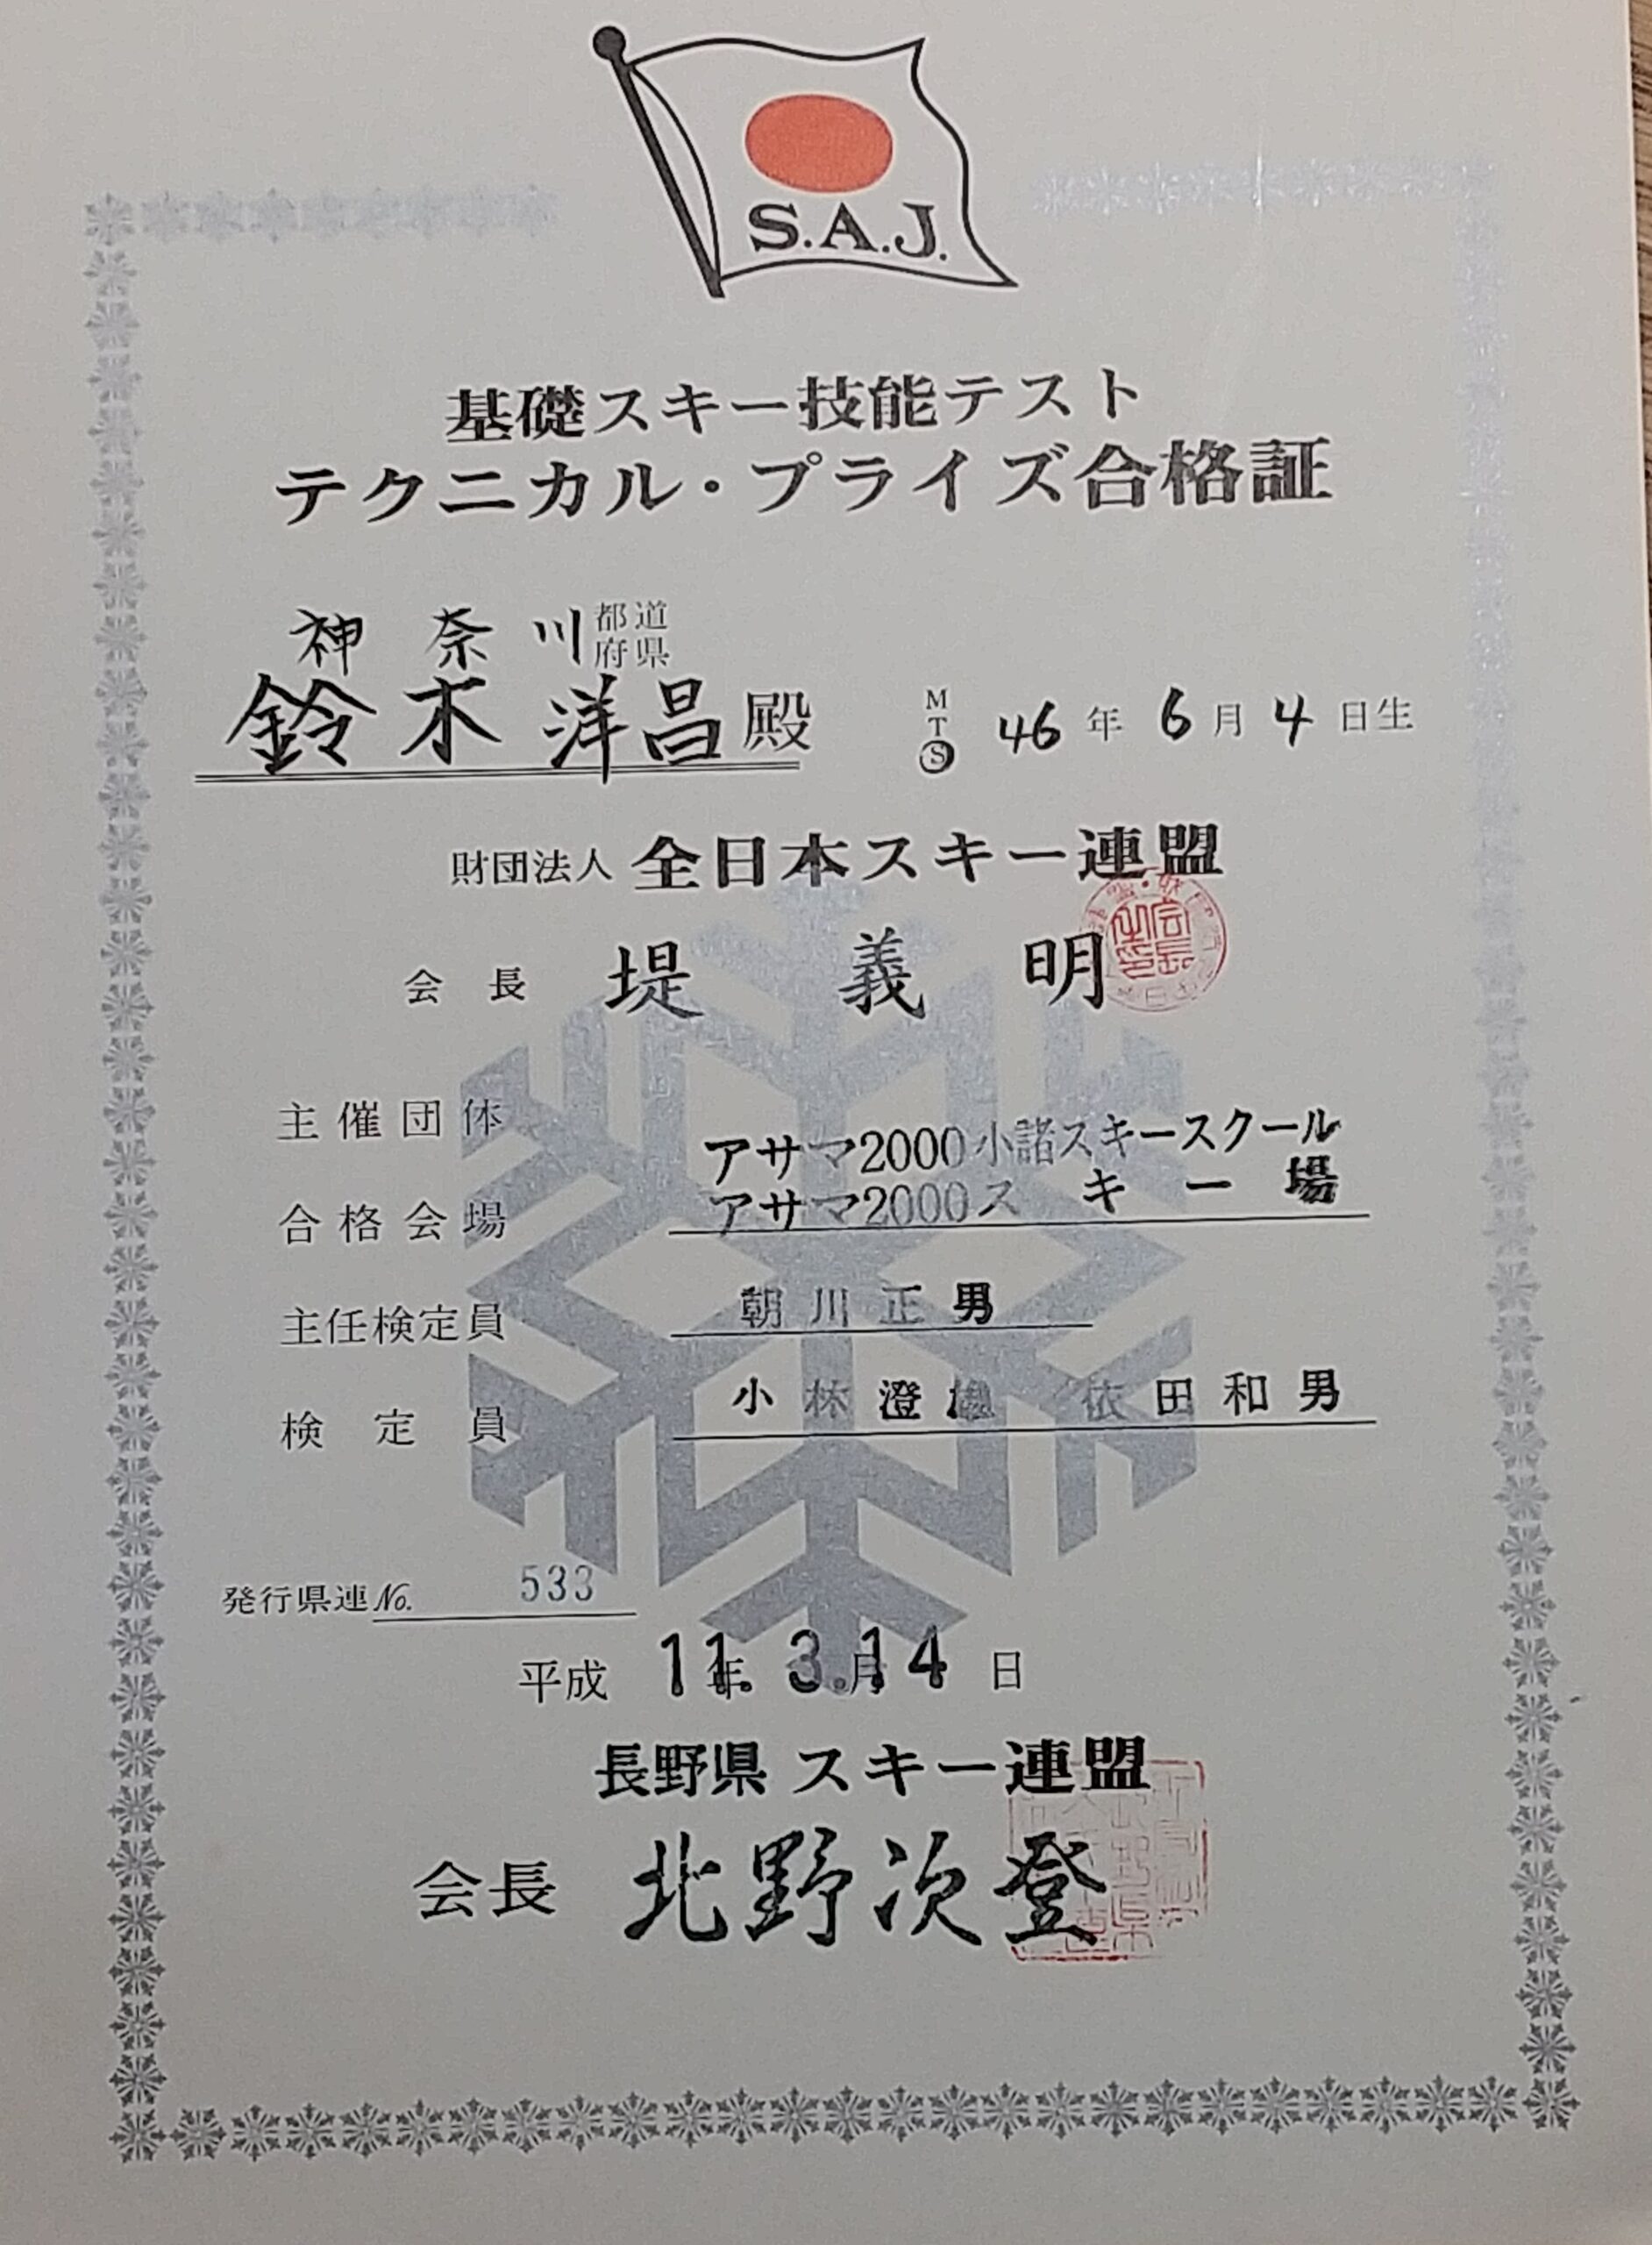 S.A.J.
基礎スキー技能テスト
テクニカル・プライズ合格証
神奈川都道府県
鈴木洋昌殿 M T S 46年6月4日生
財団法人 全日本スキー連盟
会長 堤義明
主催団体 アサマ2000小諸スキースクール
合格会場 アサマ2000スキー場
主任検定員 朝川正男
検定員 小林澄雄 依田和男
発行県連No. 533
平成 11年.3.月14日
長野県スキー連盟
会長 北野次登